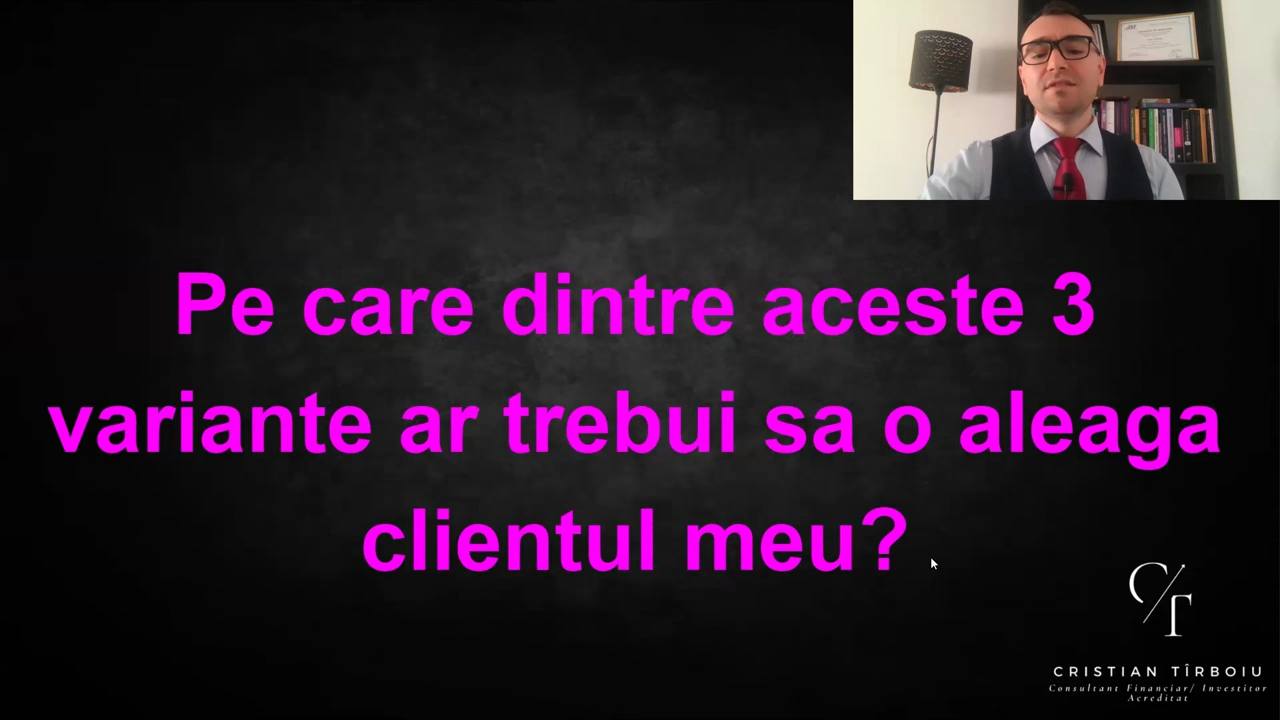 Pe care dintre aceste 3
variante ar trebui sa o aleaga
clientul meu?
CT
CRISTIAN TÎRBOIU
Consultant Financiar/ Investitor
Acreditat